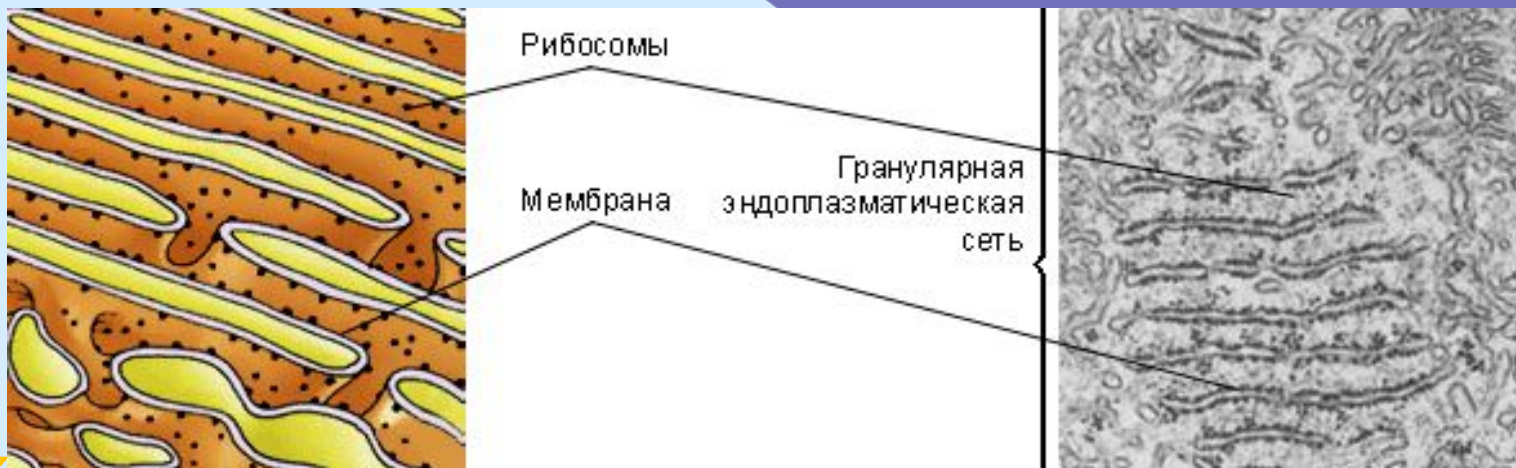 Рибосомы
Мембрана
Гранулярная
эндоплазматическая
сеть